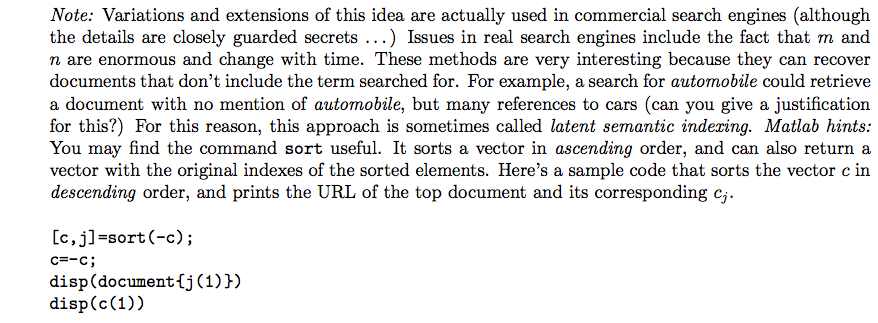 Note: Variations and extensions of this idea are actually used in commercial search engines (although
the details are closely guarded secrets ...) Issues in real search engines include the fact that m and
n are enormous and change with time. These methods are very interesting because they can recover
documents that don't include the term searched for. For example, a search for automobile could retrieve
a document with no mention of automobile, but many references to cars (can you give a justification
for this?) For this reason, this approach is sometimes called latent semantic indexing. Matlab hints:
You may find the command sort useful. It sorts a vector in ascending order, and can also return a
vector with the original indexes of the sorted elements. Here's a sample code that sorts the vector c in
descending order, and prints the URL of the top document and its corresponding cⱼ.
[c,j]=sort(-c);
c=-c;
disp(document{j(1)})
disp(c(1))